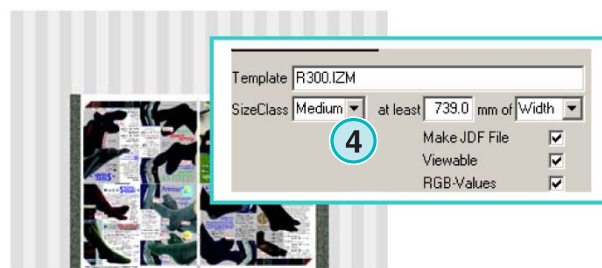 Template R300.IZM
SizeClass Medium at least 739.0 mm of Width
4
Make JDF File
Viewable
RGB-Values